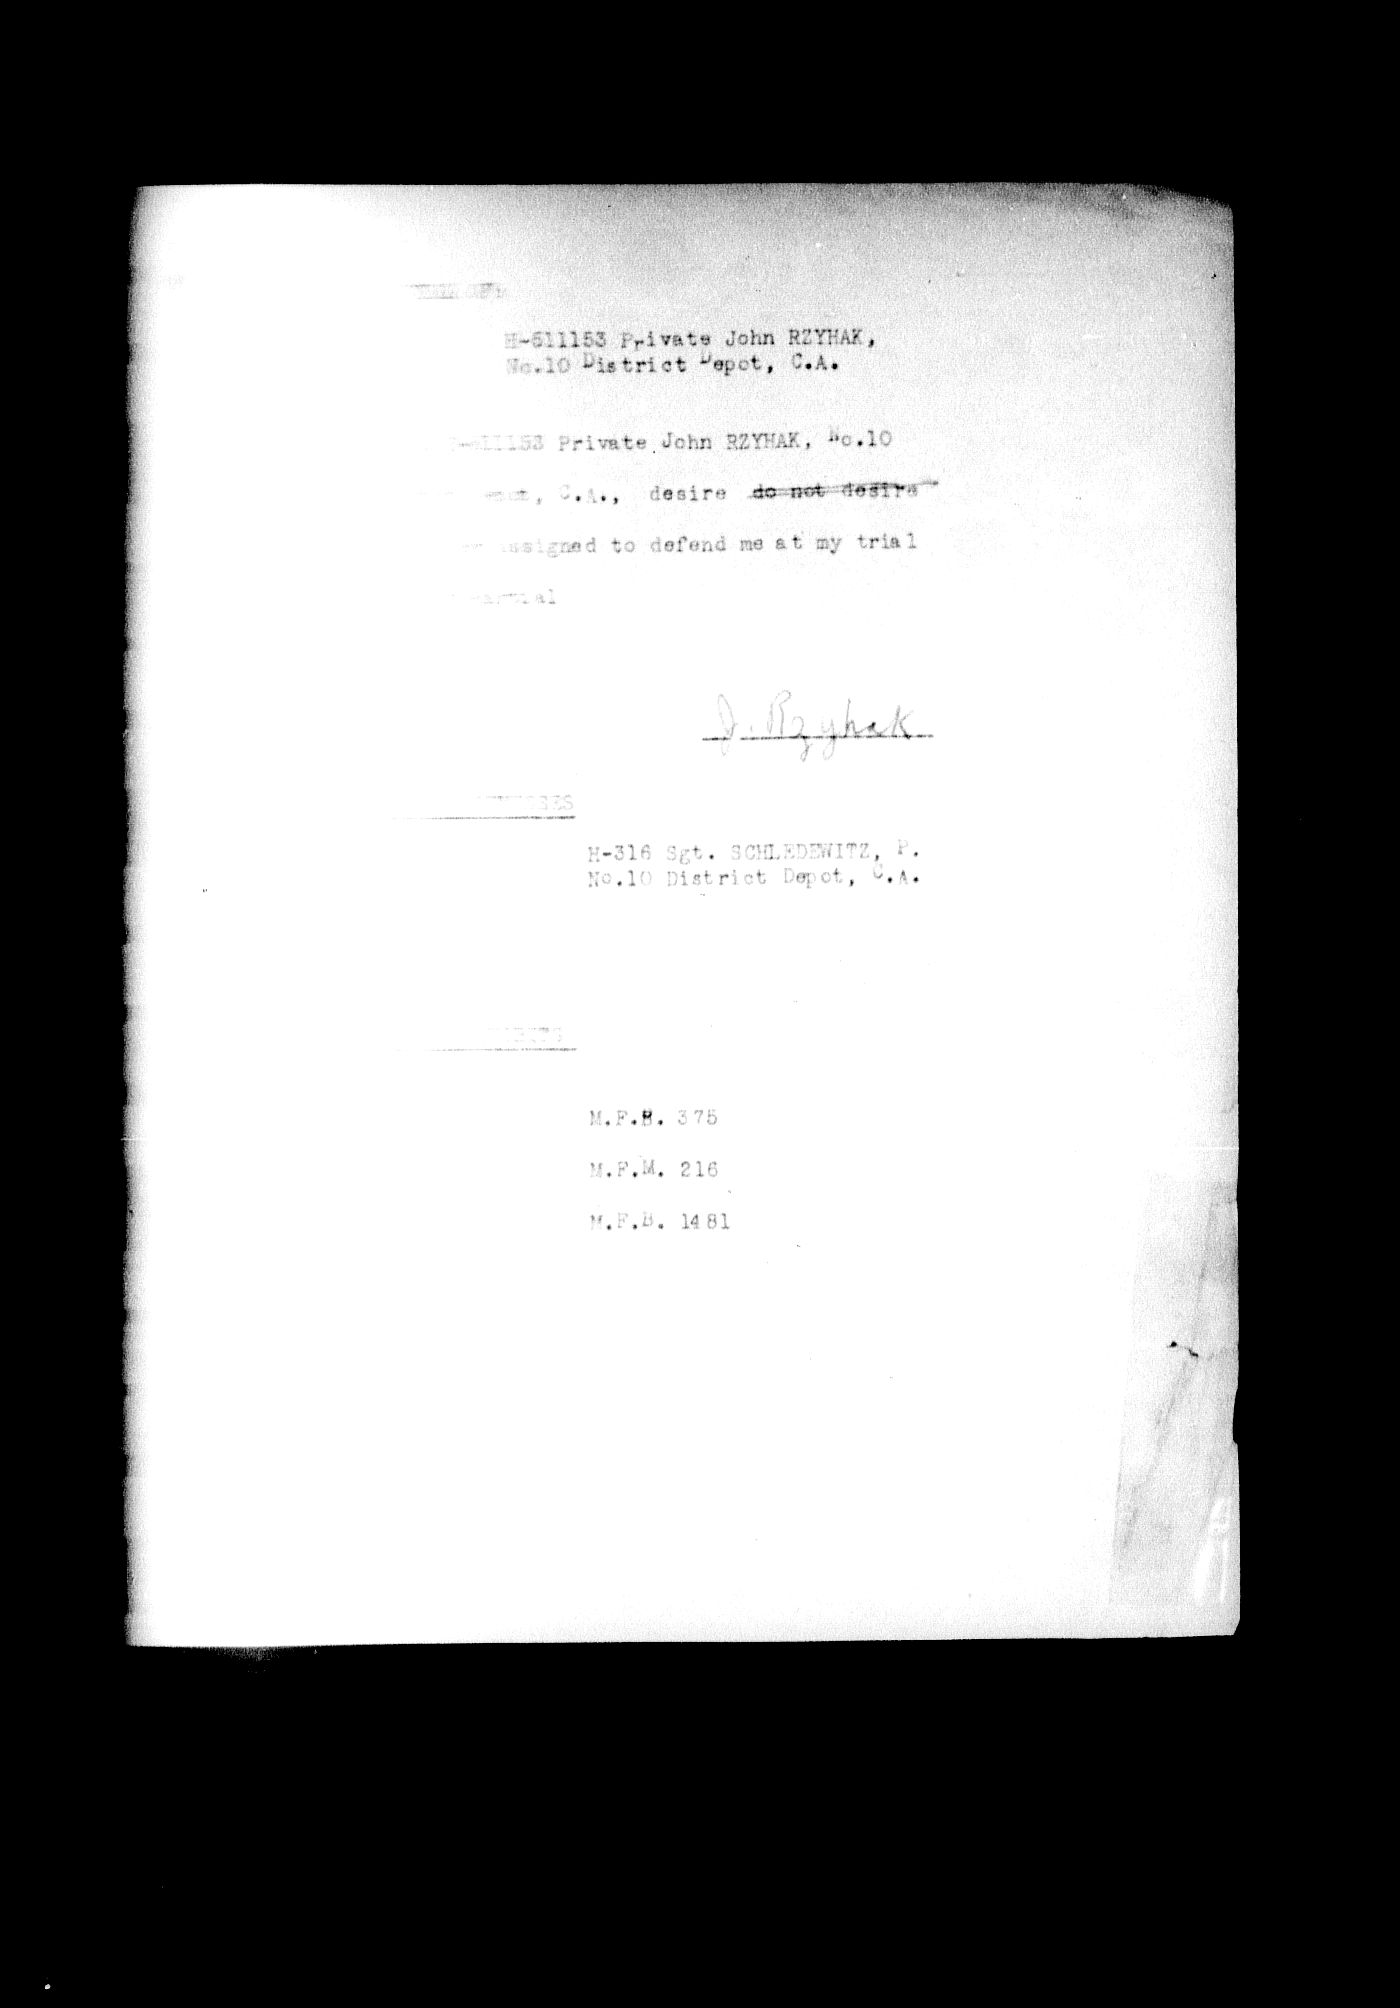 H-611153 Private John RZYHAK,
No.10 District Depot, C.A.
Private John RZYHAK, No.10
C.A., desire do not desire
assigned to defend me at my trial
J. Rzyhak
H-316 Sgt. SCHLEDEWITZ, P.
No.10 District Depot, C.A.
M.F.B. 375
M.F.M. 216
M.F.B. 1481